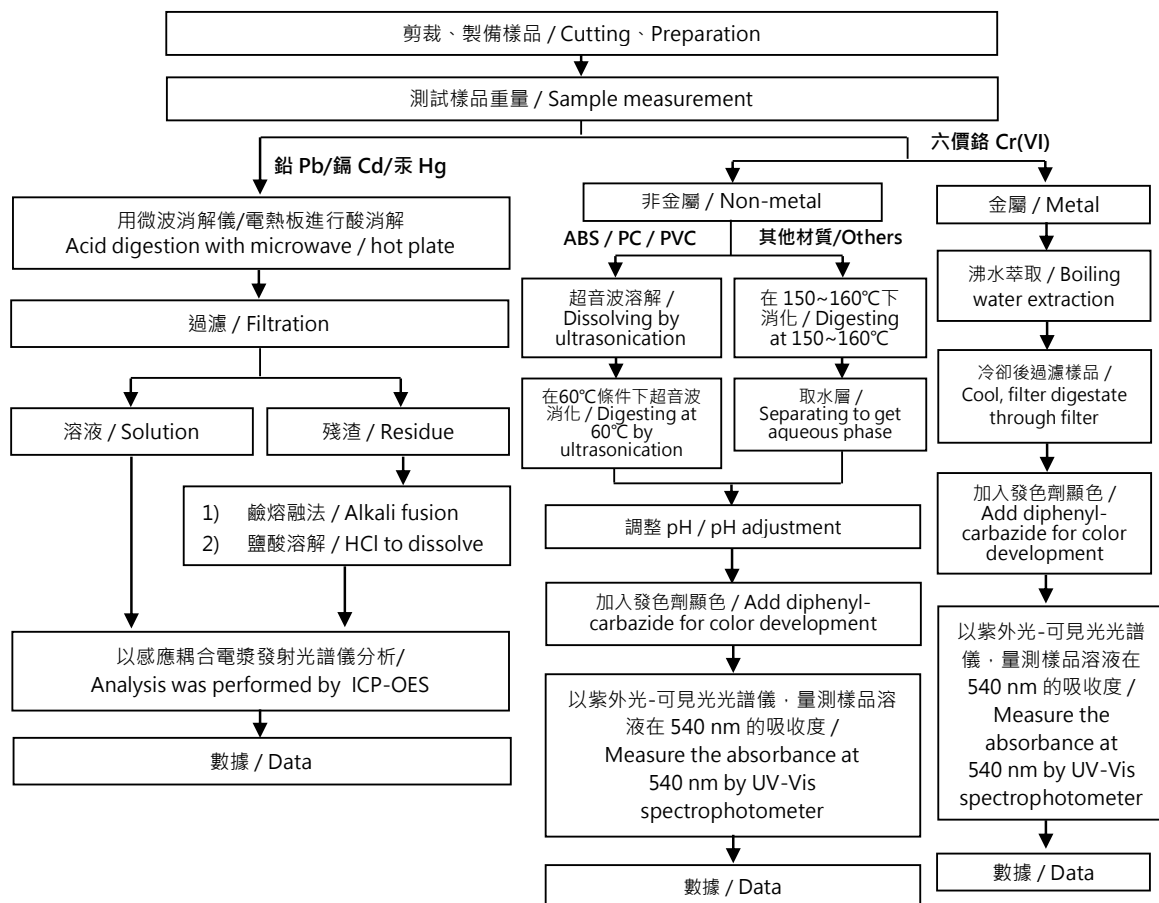 剪裁、製備樣品 / Cutting、Preparation
測試樣品重量 / Sample measurement
鉛 Pb/鎘 Cd/汞 Hg
用微波消解儀/電熱板進行酸消解
Acid digestion with microwave / hot plate
過濾 / Filtration
溶液 / Solution
殘渣 / Residue
1) 鹼熔融法 / Alkali fusion
2) 鹽酸溶解 / HCl to dissolve
以感應耦合電漿發射光譜儀分析/
Analysis was performed by ICP-OES
數據 / Data
六價鉻 Cr(VI)
非金屬 / Non-metal
ABS / PC / PVC
超音波溶解 /
Dissolving by
ultrasonication
在60℃條件下超音波
消化 / Digesting at
60℃ by
ultrasonication
其他材質/Others
在 150~160℃下
消化 / Digesting
at 150~160℃
取水層 /
Separating to get
aqueous phase
調整 pH / pH adjustment
加入發色劑顯色 / Add diphenyl-
carbazide for color development
以紫外光-可見光光譜儀，量測樣品溶
液在 540 nm 的吸收度 /
Measure the absorbance at
540 nm by UV-Vis
spectrophotometer
數據 / Data
金屬 / Metal
沸水萃取 / Boiling
water extraction
冷卻後過濾樣品 /
Cool, filter digestate
through filter
加入發色劑顯色 /
Add diphenyl-
carbazide for color
development
以紫外光-可見光光譜
儀，量測樣品溶液在
540 nm 的吸收度 /
Measure the
absorbance at
540 nm by UV-Vis
spectrophotometer
數據 / Data